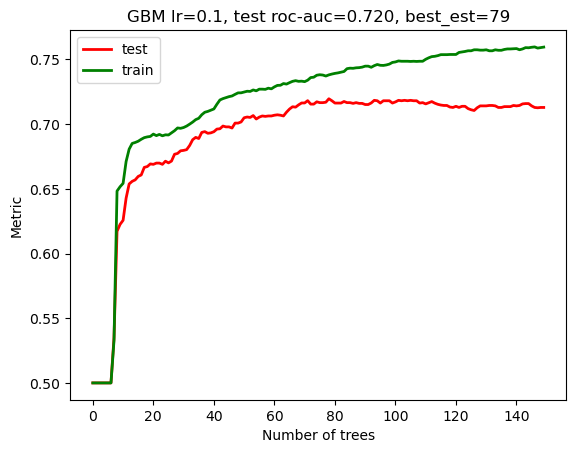 GBM lr=0.1, test roc-auc=0.720, best_est=79
test
train
0.75
0.70
0.65
0.60
0.55
0.50
Metric
0
20
40
60
80
100
120
140
Number of trees